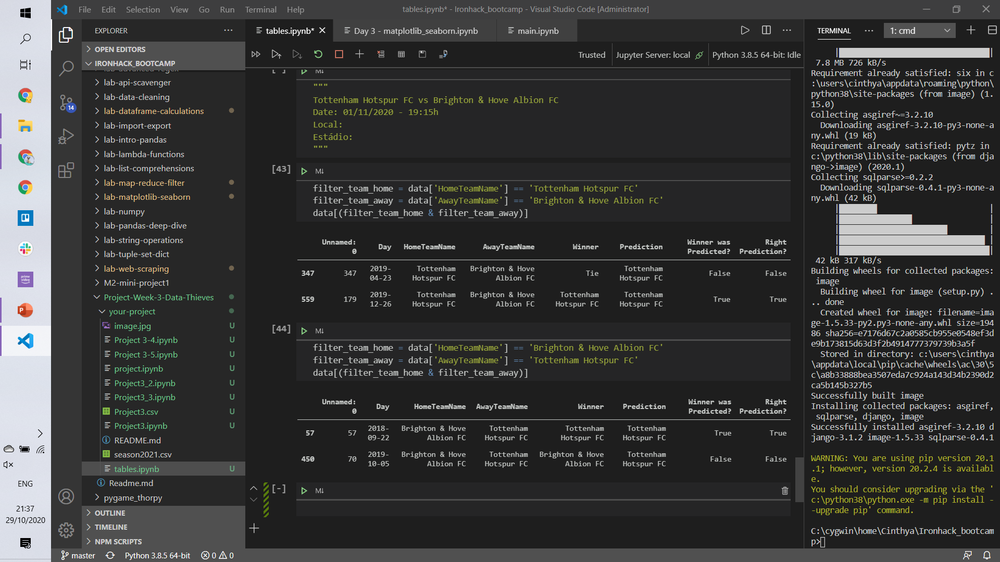 File Edit Selection View Go Run Terminal Help
tables.ipynb* - Ironhack_bootcamp - Visual Studio Code [Administrator]
EXPLORER
OPEN EDITORS
IRONHACK_BOOTCAMP
lab-advanced-regex
lab-api-scavenger
lab-data-cleaning
lab-dataframe-calculations
lab-import-export
lab-intro-pandas
lab-lambda-functions
lab-list-comprehensions
lab-map-reduce-filter
lab-matplotlib-seaborn
lab-numpy
lab-pandas-deep-dive
lab-string-operations
lab-tuple-set-dict
lab-web-scraping
M2-mini-project1
Project-Week-3-Data-Thieves
your-project
image.jpg U
Project 3-4.ipynb U
Project 3-5.ipynb U
project.ipynb U
Project3_2.ipynb U
Project3_3.ipynb U
Project3.csv U
Project3.ipynb U
README.md
season2021.csv
tables.ipynb U
Readme.md
pygame_thorpy
OUTLINE
TIMELINE
NPM SCRIPTS
14
prime video
ENG
21:37
29/10/2020
tables.ipynb* Day 3 - matplotlib_seaborn.ipynb main.ipynb
Trusted Jupyter Server: local Python 3.8.5 64-bit: Idle
[ ] M↓
"""
Tottenham Hotspur FC vs Brighton & Hove Albion FC
Date: 01/11/2020 - 19:15h
Local:
Estádio:
"""
[43] M↓
filter_team_home = data['HomeTeamName'] == 'Tottenham Hotspur FC'
filter_team_away = data['AwayTeamName'] == 'Brighton & Hove Albion FC'
data[(filter_team_home & filter_team_away)]
Unnamed: 0 Day HomeTeamName AwayTeamName Winner Prediction Winner was Predicted? Right Prediction?
347 347 2019-04-23 Tottenham Hotspur FC Brighton & Hove Albion FC Tie Tottenham Hotspur FC False False
559 179 2019-12-26 Tottenham Hotspur FC Brighton & Hove Albion FC Tottenham Hotspur FC Tottenham Hotspur FC True True
[44] M↓
filter_team_home = data['HomeTeamName'] == 'Brighton & Hove Albion FC'
filter_team_away = data['AwayTeamName'] == 'Tottenham Hotspur FC'
data[(filter_team_home & filter_team_away)]
Unnamed: 0 Day HomeTeamName AwayTeamName Winner Prediction Winner was Predicted? Right Prediction?
57 57 2018-09-22 Brighton & Hove Albion FC Tottenham Hotspur FC Tottenham Hotspur FC Tottenham Hotspur FC True True
450 70 2019-10-05 Brighton & Hove Albion FC Tottenham Hotspur FC Brighton & Hove Albion FC Tottenham Hotspur FC False False
[-] M↓
TERMINAL 1: cmd
7.8 MB 726 kB/s
Requirement already satisfied: six in c
:\users\cinthya\appdata\roaming\python\
python38\site-packages (from image) (1.
15.0)
Collecting asgiref~=3.2.10
Downloading asgiref-3.2.10-py3-none-a
ny.whl (19 kB)
Requirement already satisfied: pytz in
c:\python38\lib\site-packages (from dja
ngo->image) (2020.1)
Collecting sqlparse>=0.2.2
Downloading sqlparse-0.4.1-py3-none-a
ny.whl (42 kB)
42 kB 317 kB/s
Building wheels for collected packages:
image
Building wheel for image (setup.py) .
.. done
Created wheel for image: filename=ima
ge-1.5.33-py2.py3-none-any.whl size=194
86 sha256=e7176d67c2a0585cb955e0548ef3d
e9b173815d63d3f2b4914777379739b3a5f
Stored in directory: c:\users\cinthya
\appdata\local\pip\cache\wheels\ac\30\5
c\a8b33888bea3507eda7c924a143d34b2390d2
ca5b145b327b5
Successfully built image
Installing collected packages: asgiref,
sqlparse, django, image
Successfully installed asgiref-3.2.10 d
jango-3.1.2 image-1.5.33 sqlparse-0.4.1
WARNING: You are using pip version 20.1
.1; however, version 20.2.4 is availabl
e.
You should consider upgrading via the '
c:\python38\python.exe -m pip install -
-upgrade pip' command.
C:\cygwin\home\Cinthya\Ironhack_bootcam
p>
master Python 3.8.5 64-bit 0 0